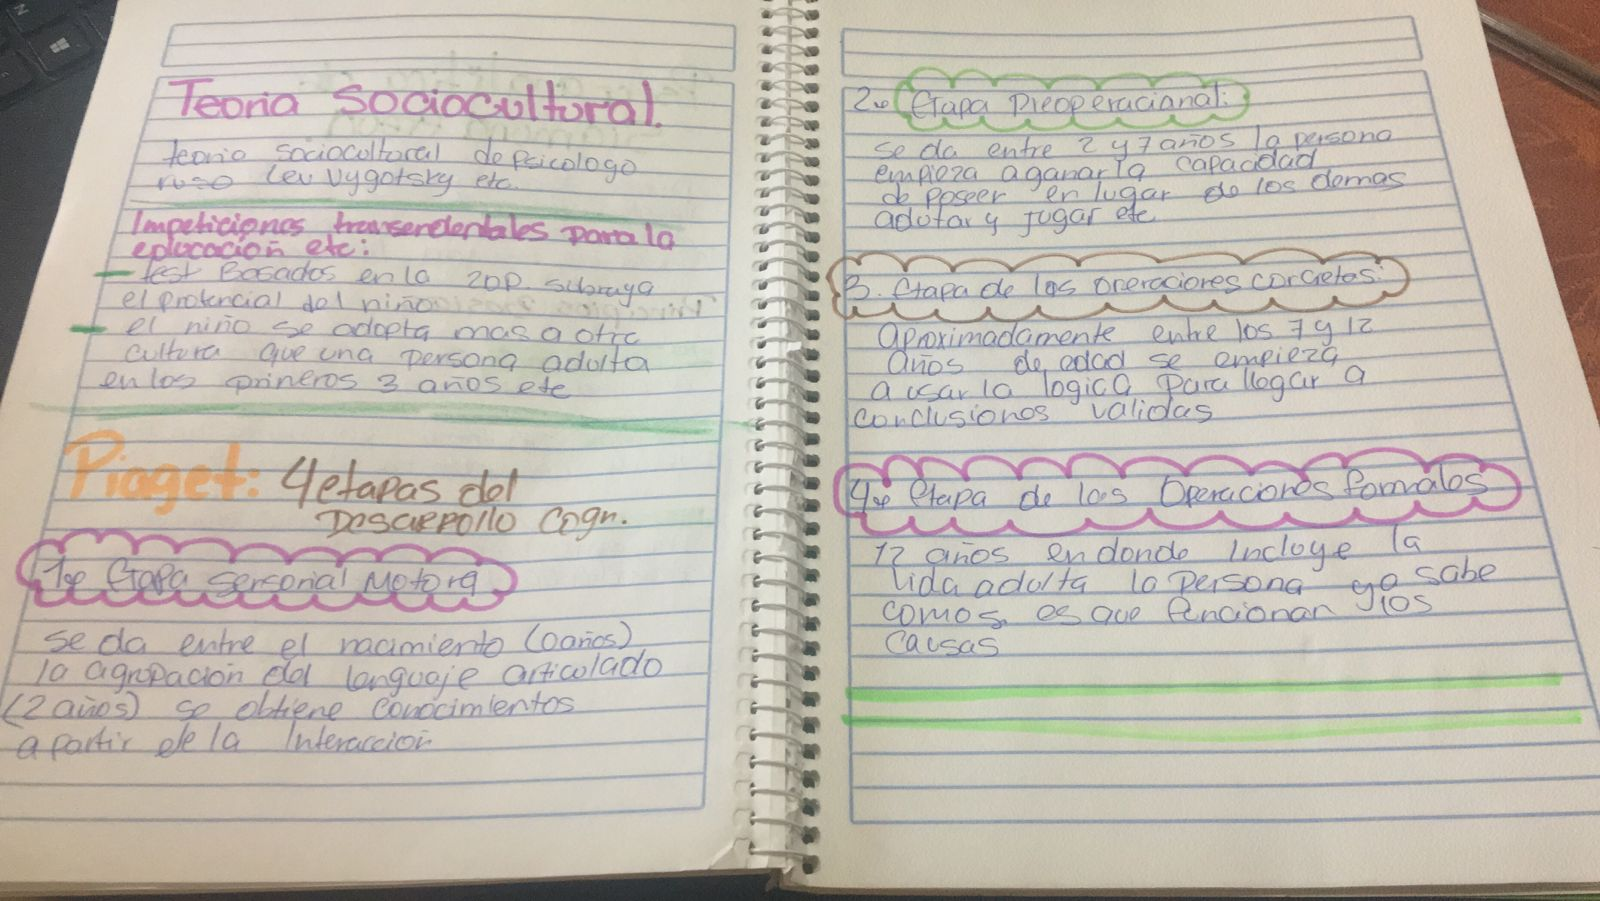 Teoria Sociocultural.
teoria sociocultoral de psicologo
ruso Lev Vygotsky etc.
Impeticiones transendentales para la
educacion etc:
- test Basados en la ZDP. subraya
el protencial del niño
- el niño se adopta mas a otra
cultura que una persona adulta
en los primeros 3 años etc
Piaget: 4 etapas del
Desarrollo Cogn.
1° Etapa sensorial Motora
se da entre el nacimiento (0 años)
la agropación del lenguaje articulado
(2 años) se obtiene conocimientos
a partir de la Interaccion
2° Etapa Preoperacional:
se da entre 2 y 7 años la persona
empieza a ganar la capacidad
de poseer en lugar de los demas
adutar y jugar etc
3. Etapa de las operaciones concretas:
aproximadamente entre los 7 y 12
años de edad se empieza
a usar la logica para llegar a
conclusiones validas
4° Etapa de las Operaciones formales
12 años en donde Incluye la
vida adulta la persona ya sabe
comos es que funcionan las
causas